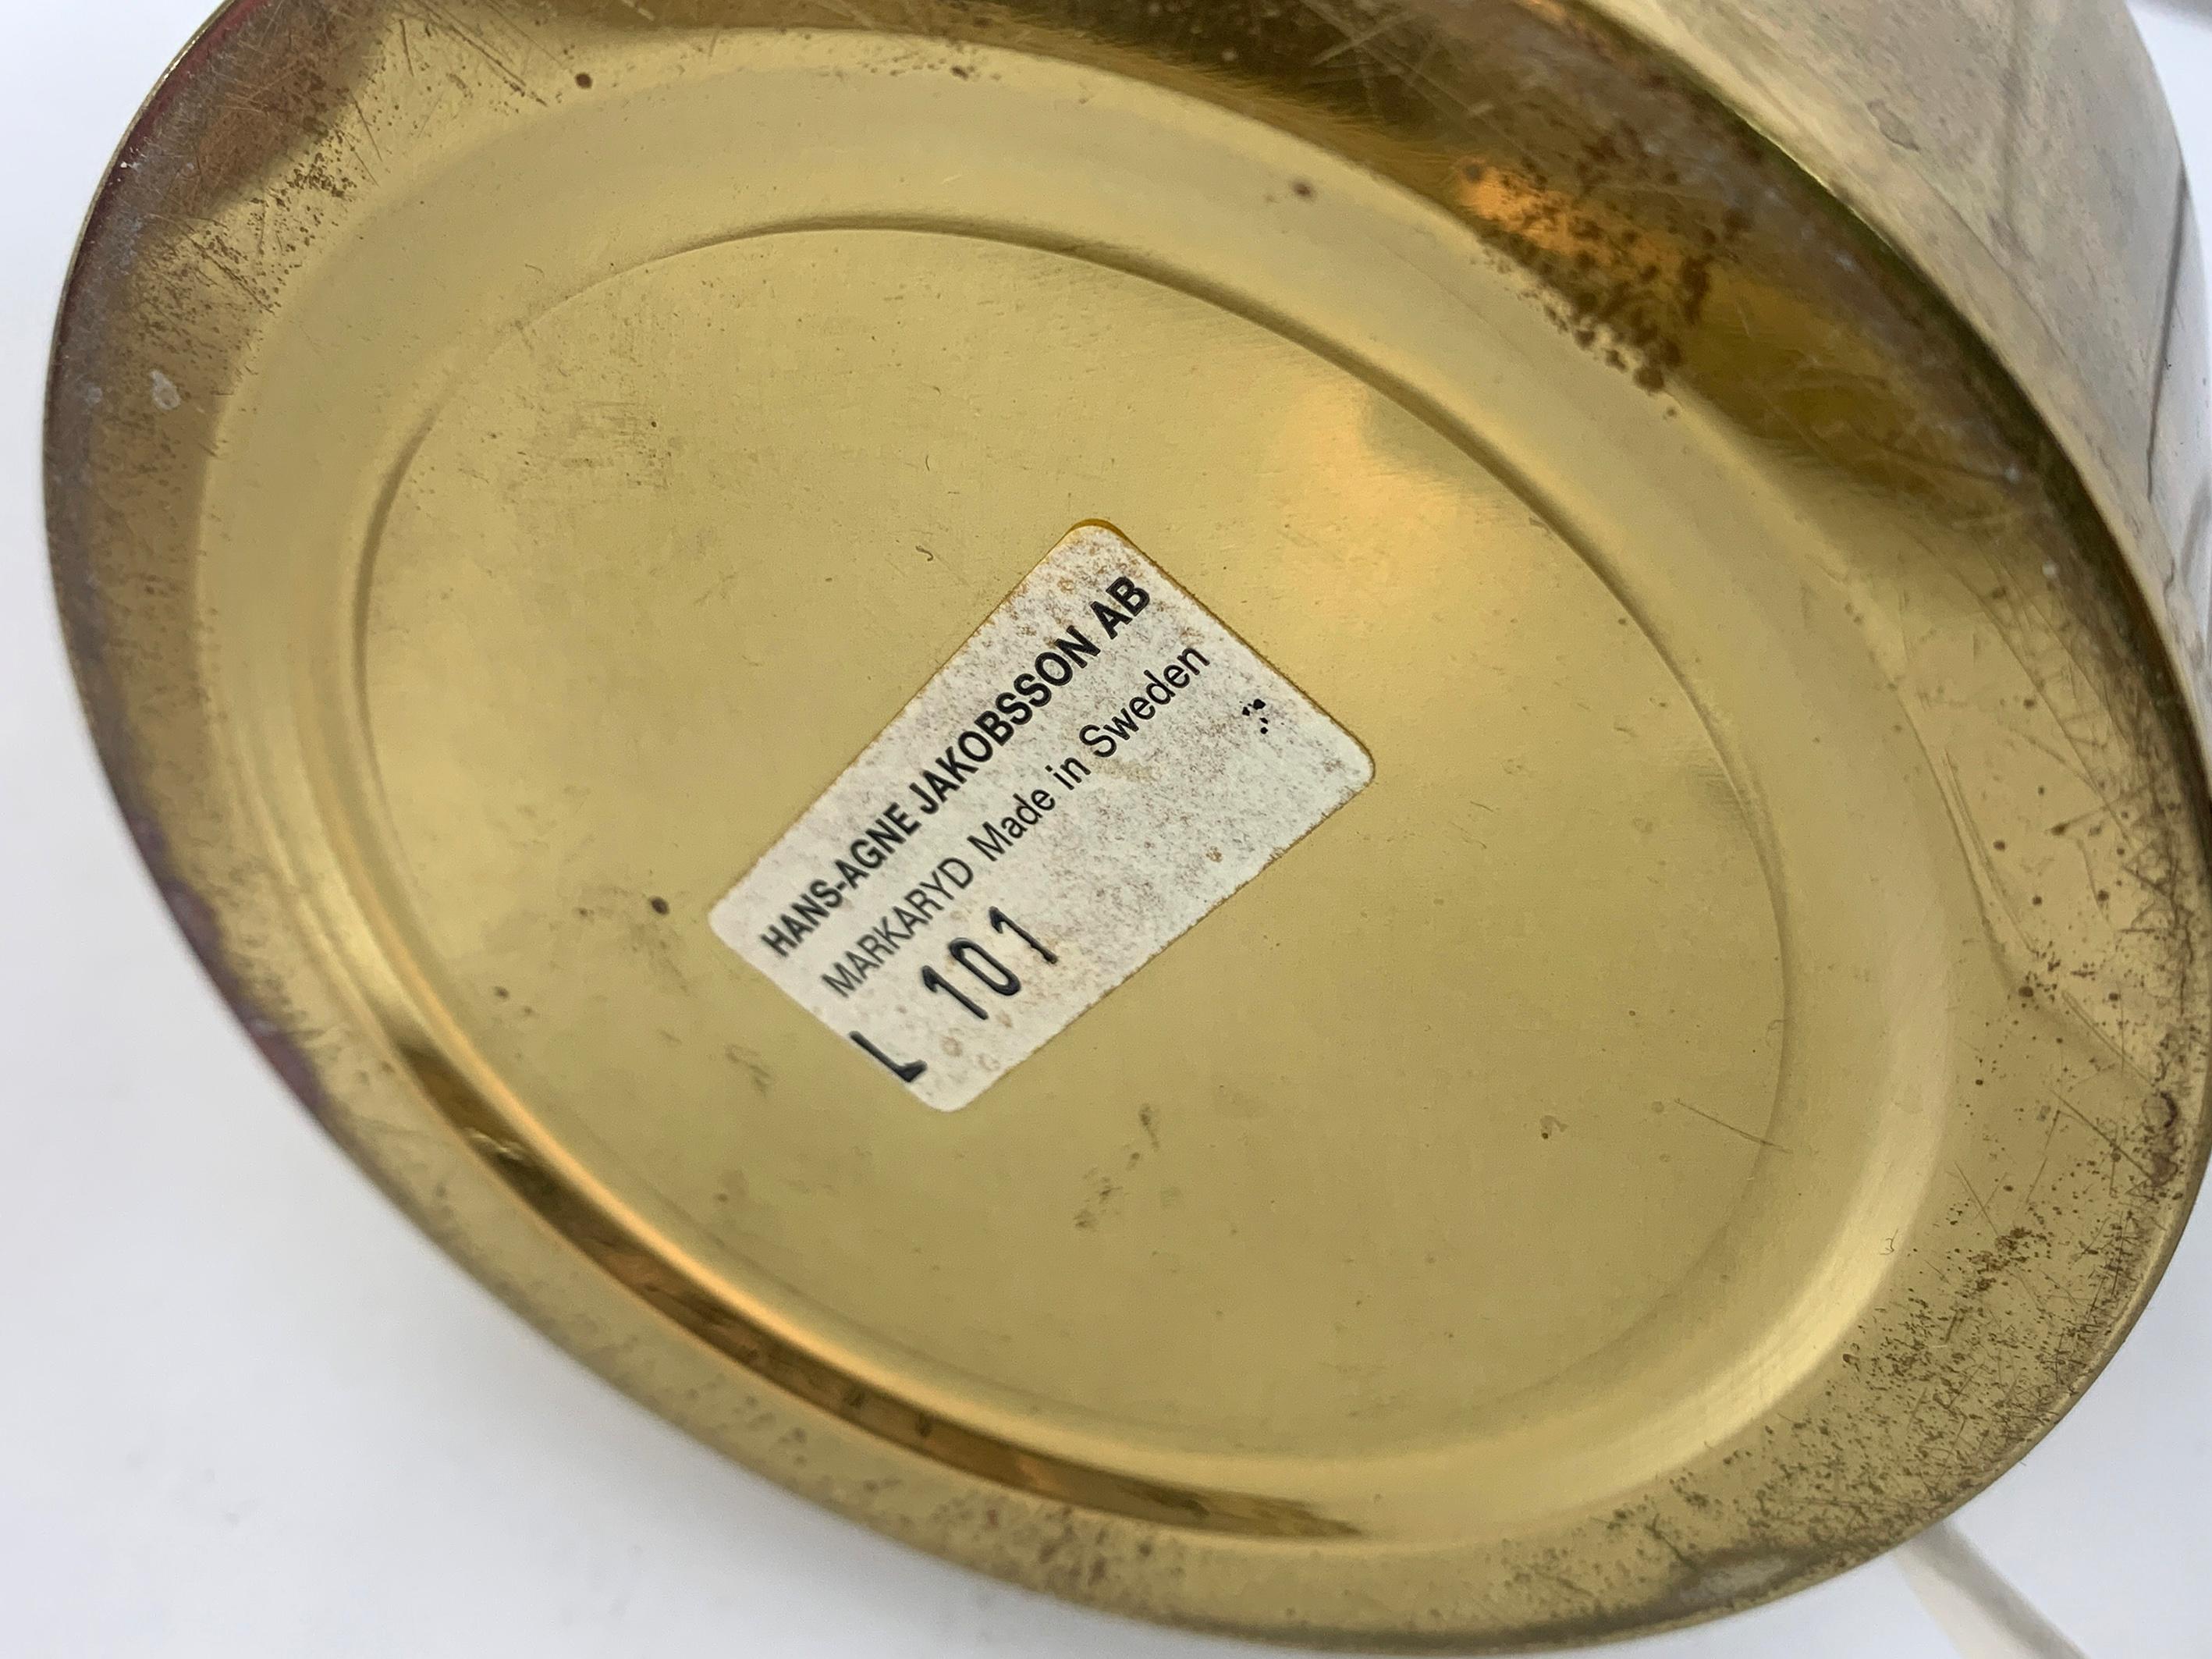 HANS-AGNE JAKOBSSON AB
MARKARYD Made in Sweden
L 101